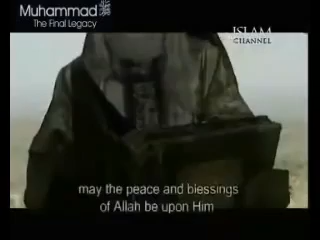 Muhammad
The Final Legacy
ISLAM
CHANNEL
may the peace and blessings
of Allah be upon Him